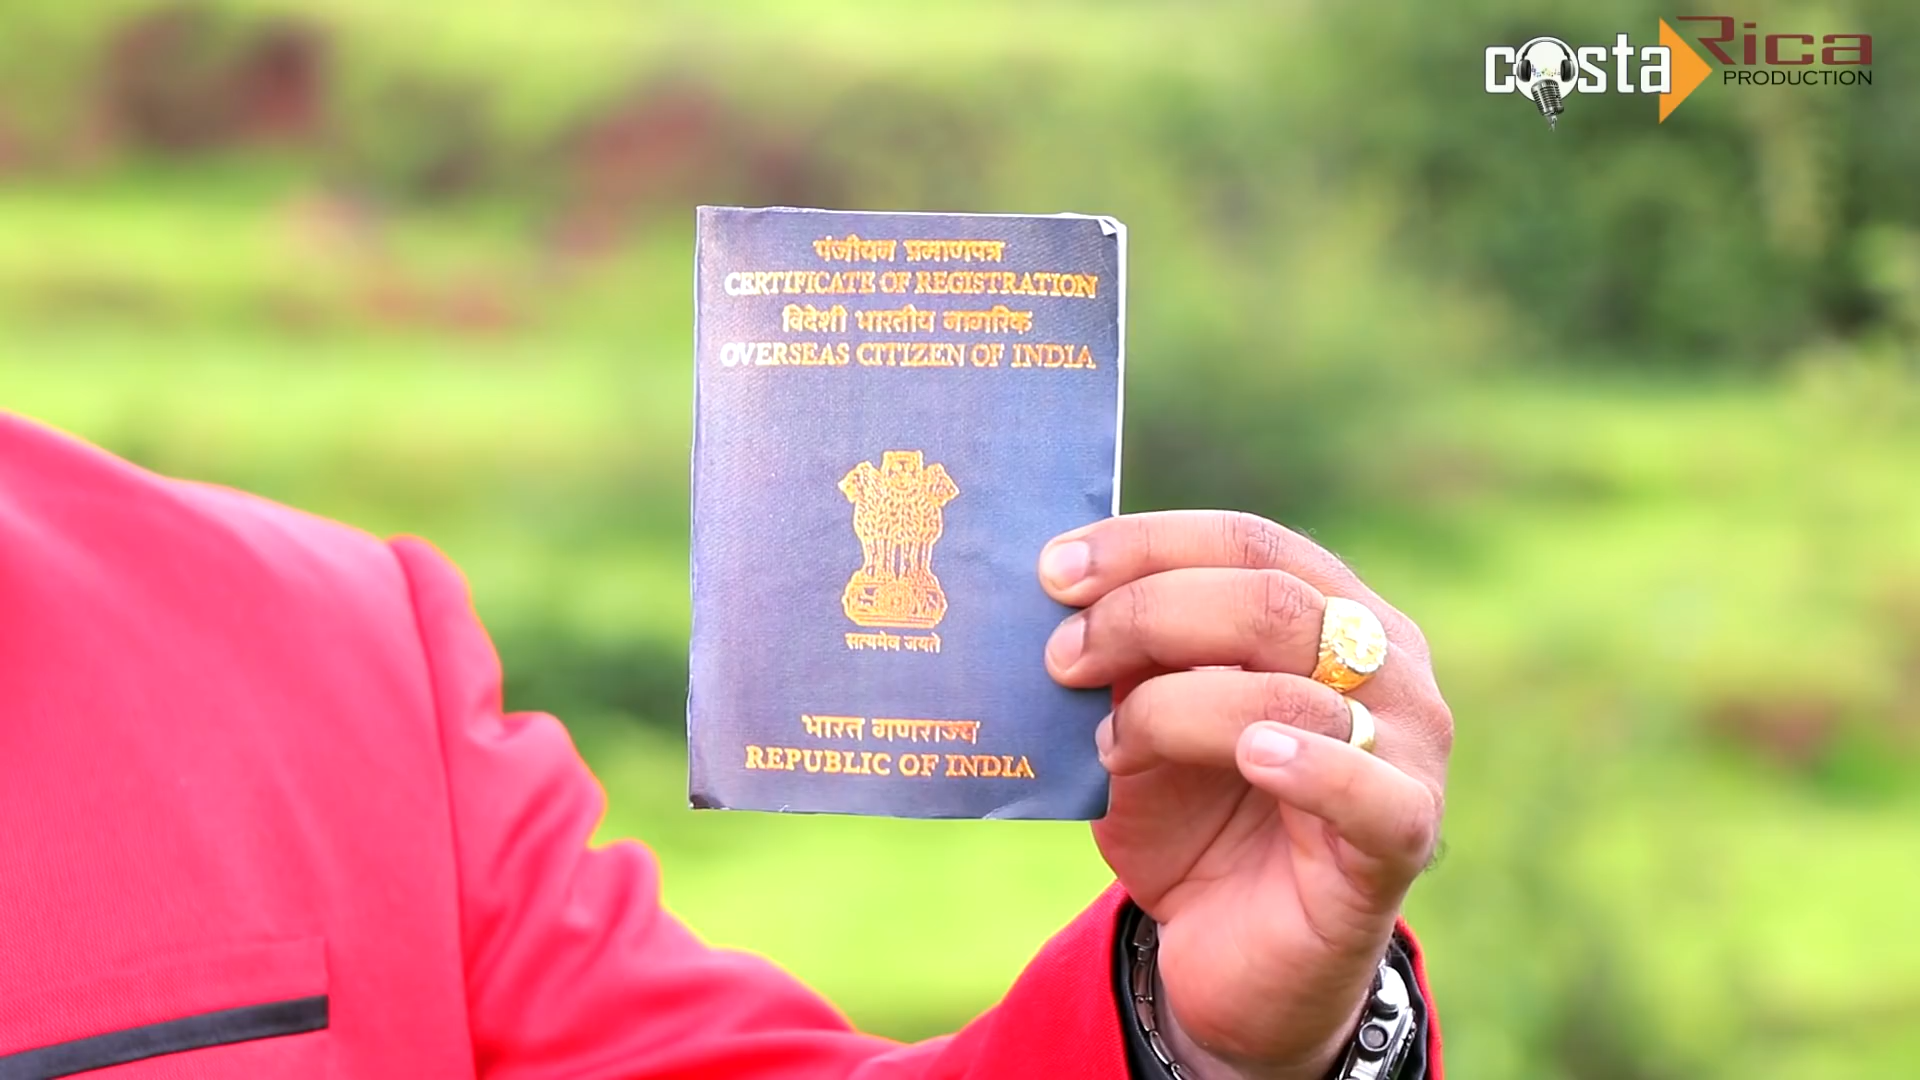 costa Rica
PRODUCTION
पंजीयन प्रमाणपत्र
CERTIFICATE OF REGISTRATION
विदेशी भारतीय नागरिक
OVERSEAS CITIZEN OF INDIA
सत्यमेव जयते
भारत गणराज्य
REPUBLIC OF INDIA